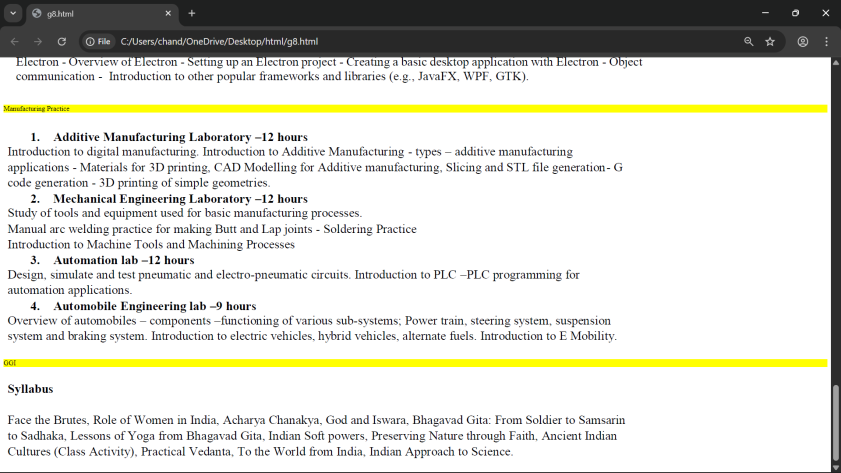 g8.html
File C:/Users/chand/OneDrive/Desktop/html/g8.html
Electron - Overview of Electron - Setting up an Electron project - Creating a basic desktop application with Electron - Object
communication - Introduction to other popular frameworks and libraries (e.g., JavaFX, WPF, GTK).
Manufacturing Practice
1. Additive Manufacturing Laboratory –12 hours
Introduction to digital manufacturing. Introduction to Additive Manufacturing - types – additive manufacturing
applications - Materials for 3D printing, CAD Modelling for Additive manufacturing, Slicing and STL file generation- G
code generation - 3D printing of simple geometries.
2. Mechanical Engineering Laboratory –12 hours
Study of tools and equipment used for basic manufacturing processes.
Manual arc welding practice for making Butt and Lap joints - Soldering Practice
Introduction to Machine Tools and Machining Processes
3. Automation lab –12 hours
Design, simulate and test pneumatic and electro-pneumatic circuits. Introduction to PLC –PLC programming for
automation applications.
4. Automobile Engineering lab –9 hours
Overview of automobiles – components –functioning of various sub-systems; Power train, steering system, suspension
system and braking system. Introduction to electric vehicles, hybrid vehicles, alternate fuels. Introduction to E Mobility.
GGI
Syllabus
Face the Brutes, Role of Women in India, Acharya Chanakya, God and Iswara, Bhagavad Gita: From Soldier to Samsarin
to Sadhaka, Lessons of Yoga from Bhagavad Gita, Indian Soft powers, Preserving Nature through Faith, Ancient Indian
Cultures (Class Activity), Practical Vedanta, To the World from India, Indian Approach to Science.